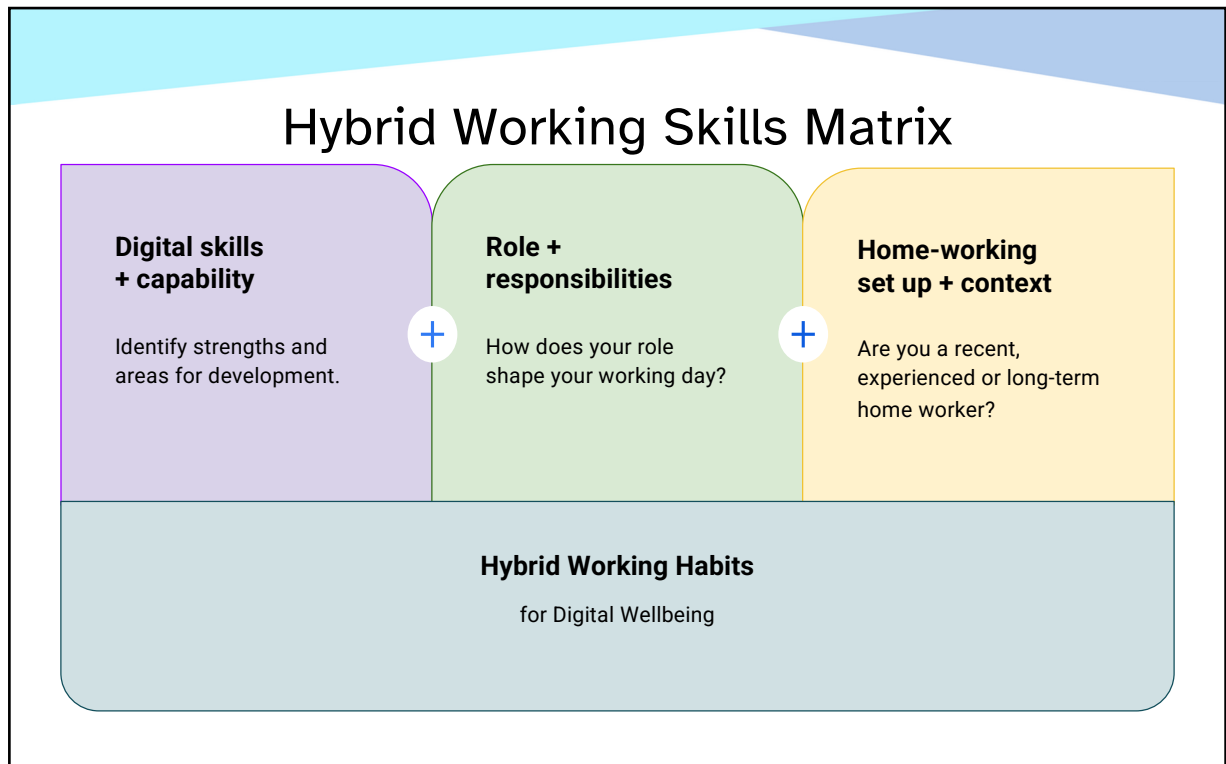 Hybrid Working Skills Matrix
Digital skills
+ capability
Identify strengths and
areas for development.
+
Role +
responsibilities
How does your role
shape your working day?
+
Home-working
set up + context
Are you a recent,
experienced or long-term
home worker?
Hybrid Working Habits
for Digital Wellbeing